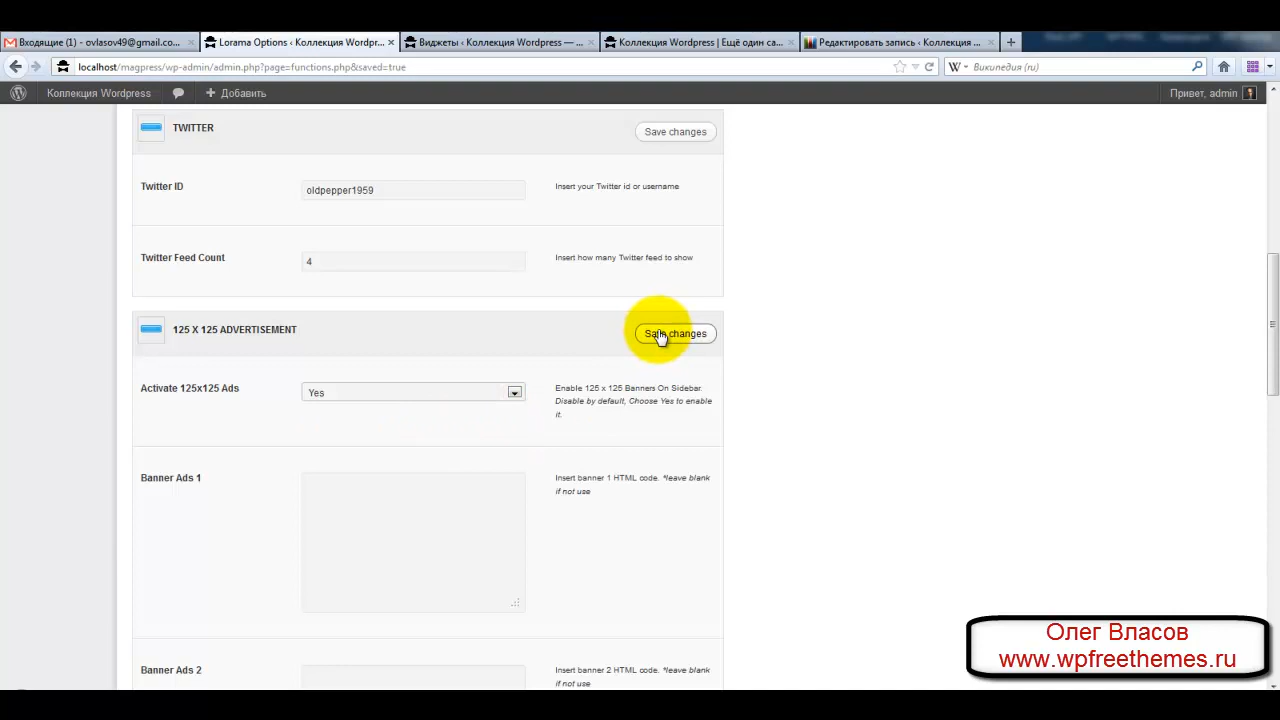 Входящие (1) - ovlasov49@gmail.co...
Lorama Options ‹ Коллекция Wordpr...
Виджеты ‹ Коллекция Wordpress — ...
Коллекция Wordpress | Ещё один са...
Редактировать запись ‹ Коллекция ...
localhost/magpress/wp-admin/admin.php?page=functions.php&saved=true
W Википедия (ru)
Коллекция Wordpress
Добавить
Привет, admin
TWITTER
Save changes
Twitter ID
oldpepper1959
Insert your Twitter id or username
Twitter Feed Count
4
Insert how many Twitter feed to show
125 X 125 ADVERTISEMENT
Save changes
Activate 125x125 Ads
Yes
Enable 125 x 125 Banners On Sidebar.
Disable by default, Choose Yes to enable
it.
Banner Ads 1
Insert banner 1 HTML code. *leave blank
if not use
Banner Ads 2
Insert banner 2 HTML code. *leave blank
if not use
Олег Власов
www.wpfreethemes.ru